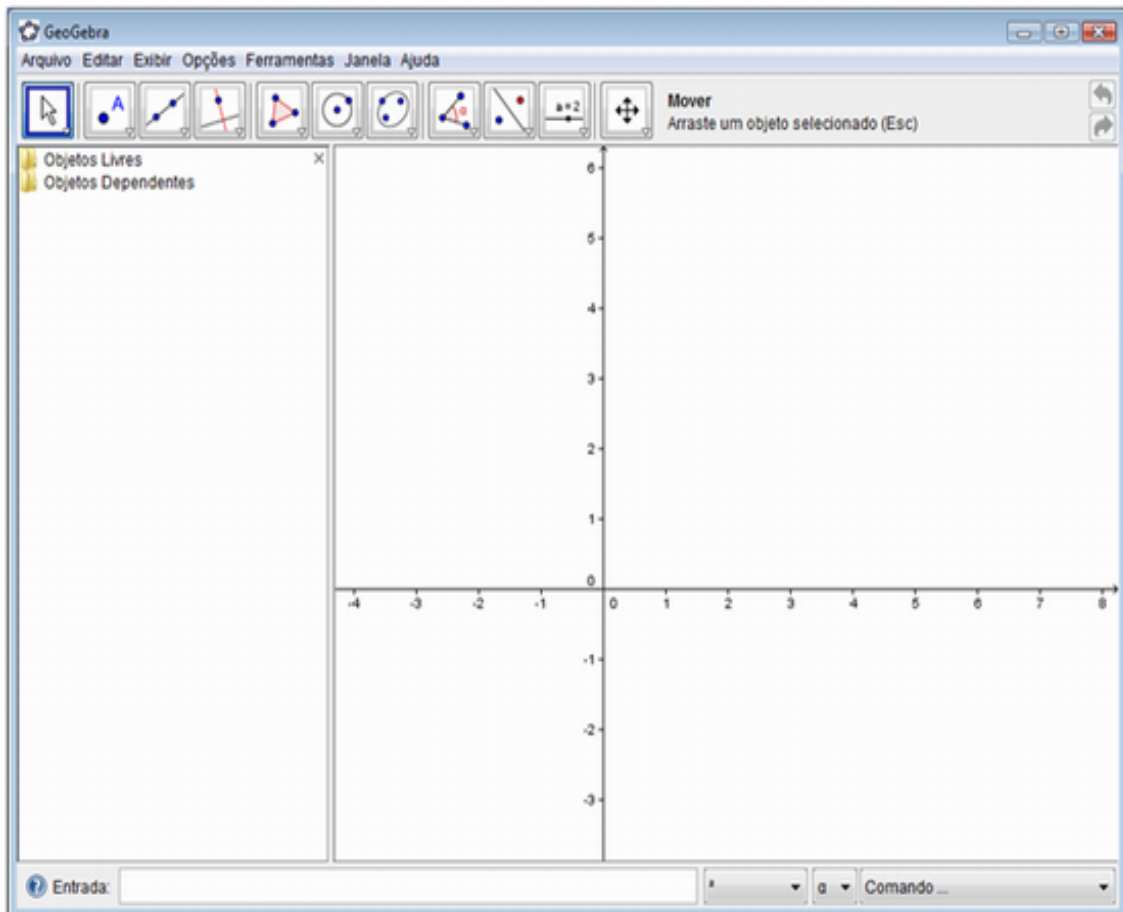 GeoGebra
Arquivo Editar Exibir Opções Ferramentas Janela Ajuda
A
α
a=2
Mover
Arraste um objeto selecionado (Esc)
Objetos Livres
Objetos Dependentes
6
5
4
3
2
1
0
-4 -3 -2 -1 0 1 2 3 4 5 6 7 8
-1
-2
-3
Entrada: α Comando ...